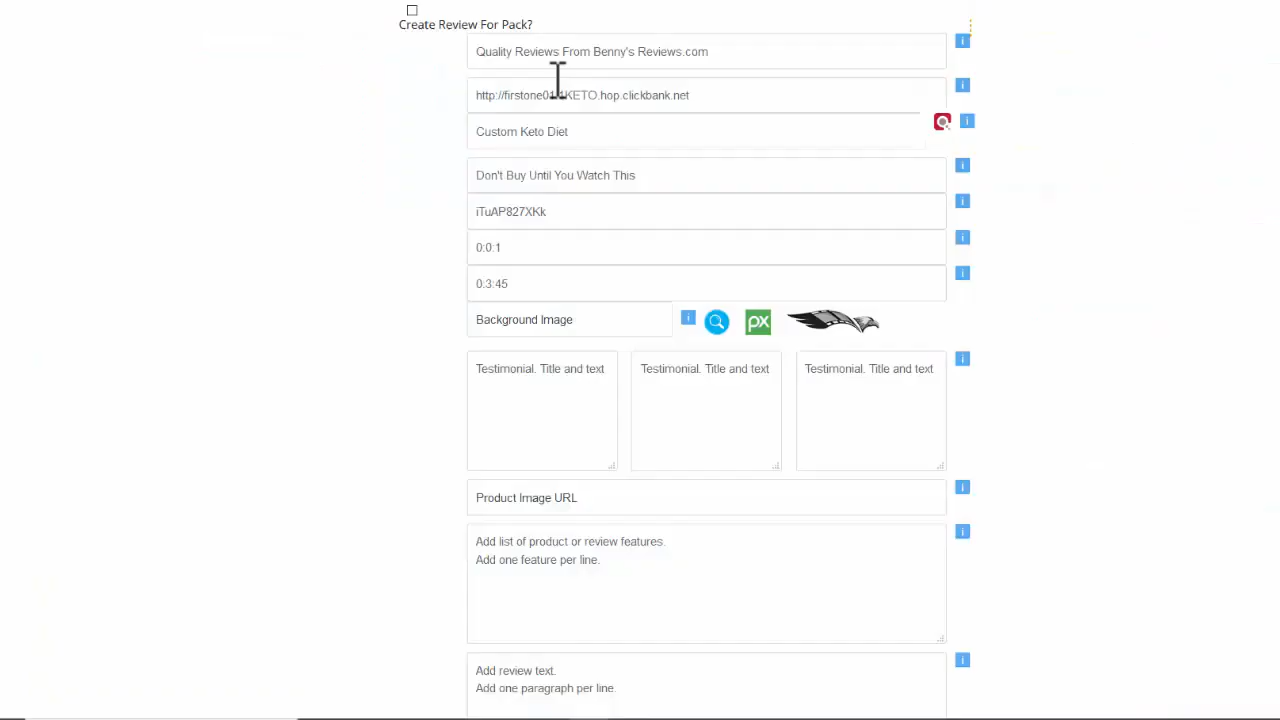 Create Review For Pack?
Quality Reviews From Benny's Reviews.com
i
.hop.clickbank.net
i
Custom Keto Diet
i
Don't Buy Until You Watch This
i
iTuAP827XKk
i
0:0:1
i
0:3:45
i
Background Image
i
px
Testimonial. Title and text
Testimonial. Title and text
Testimonial. Title and text
i
Product Image URL
i
Add list of product or review features.
Add one feature per line.
i
Add review text.
Add one paragraph per line.
i